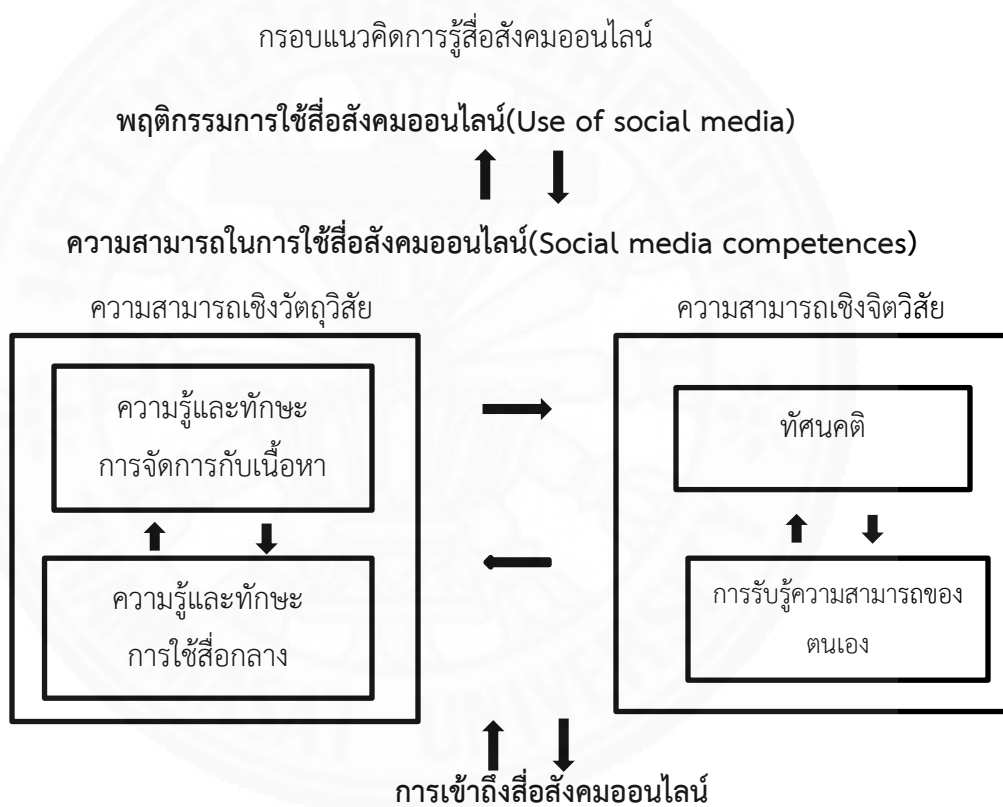 กรอบแนวคิดการรู้สื่อสังคมออนไลน์
พฤติกรรมการใช้สื่อสังคมออนไลน์(Use of social media)
ความสามารถในการใช้สื่อสังคมออนไลน์(Social media competences)
ความสามารถเชิงวัตถุวิสัย
ความรู้และทักษะ
การจัดการกับเนื้อหา
ความรู้และทักษะ
การใช้สื่อกลาง
ความสามารถเชิงจิตวิสัย
ทัศนคติ
การรับรู้ความสามารถของ
ตนเอง
การเข้าถึงสื่อสังคมออนไลน์